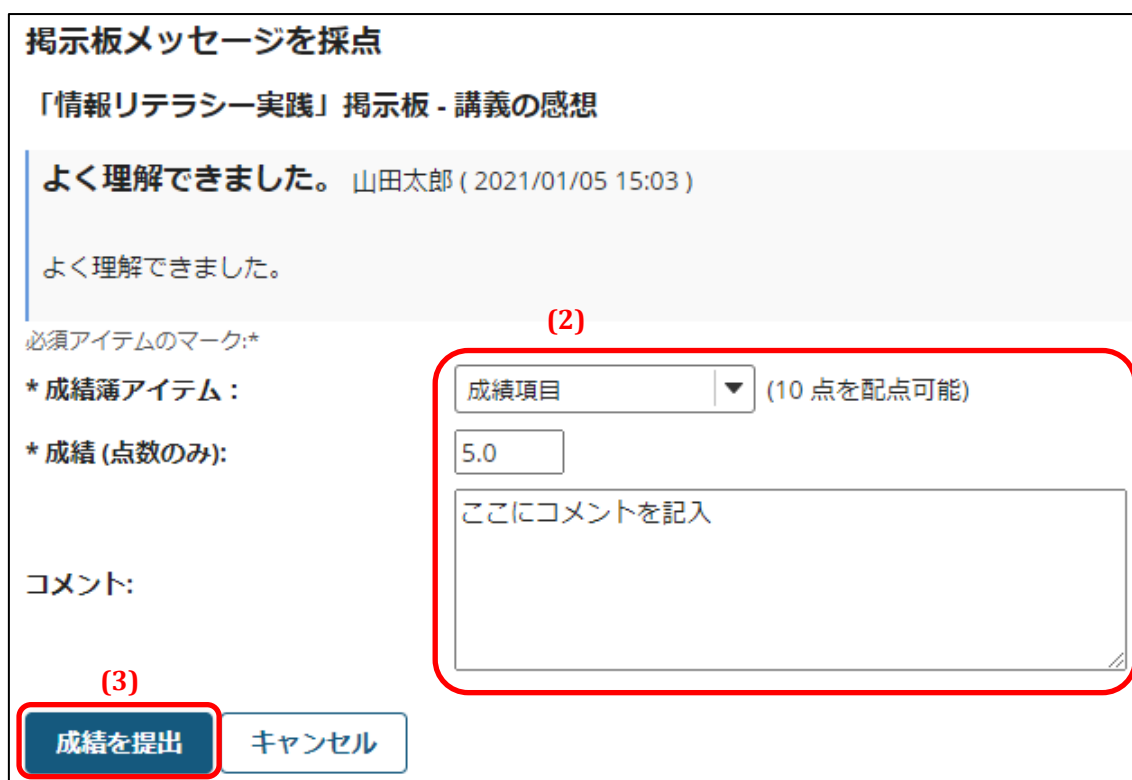 掲示板メッセージを採点
「情報リテラシー実践」掲示板 - 講義の感想
よく理解できました。 山田太郎 ( 2021/01/05 15:03 )
よく理解できました。
(2)
必須アイテムのマーク:*
* 成績簿アイテム： 成績項目 (10 点を配点可能)
* 成績 (点数のみ): 5.0
ここにコメントを記入
コメント:
(3)
成績を提出 キャンセル